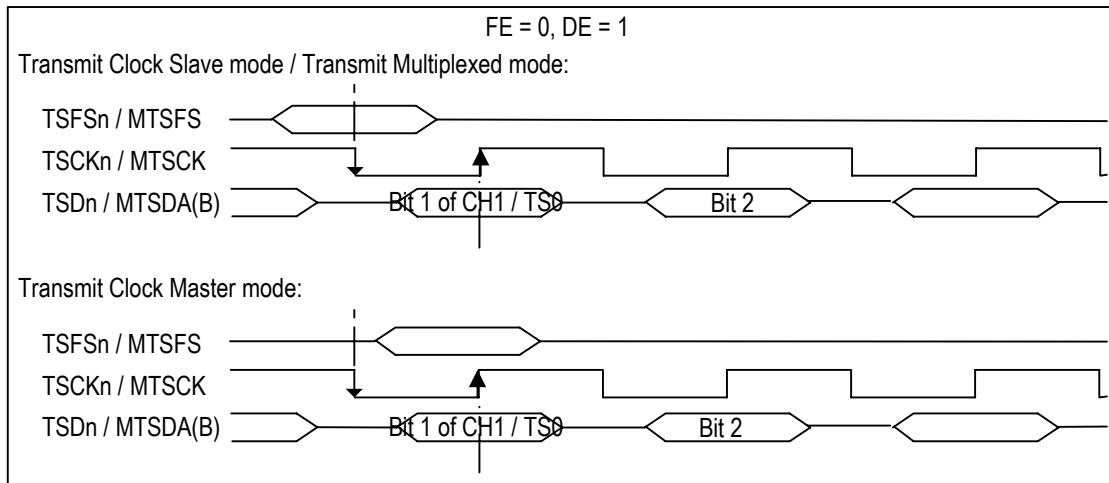 FE = 0, DE = 1
Transmit Clock Slave mode / Transmit Multiplexed mode:
TSFSn / MTSFS
TSCKn / MTSCK
TSDn / MTSDA(B)
Bit 1 of CH1 / TS0
Bit 2
Transmit Clock Master mode:
TSFSn / MTSFS
TSCKn / MTSCK
TSDn / MTSDA(B)
Bit 1 of CH1 / TS0
Bit 2